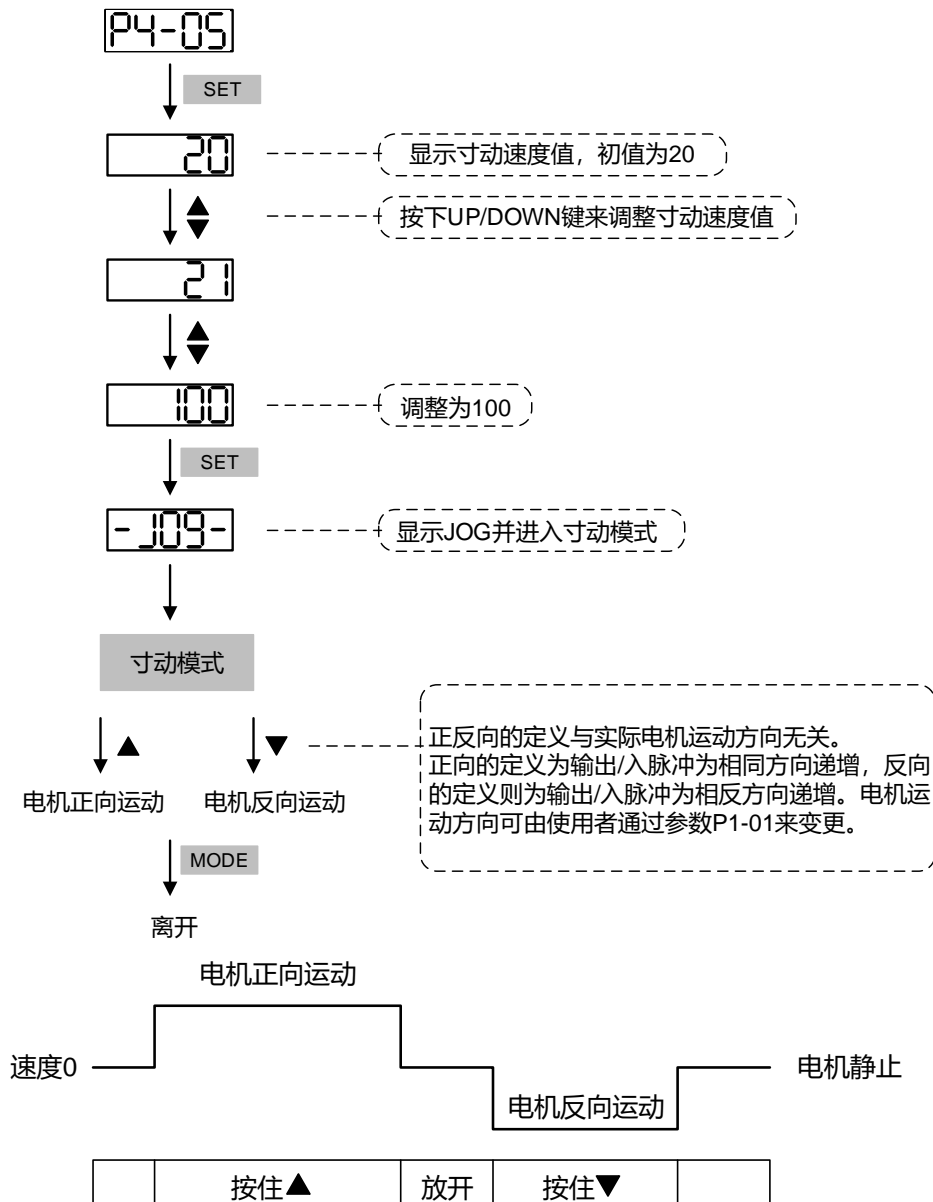 P4-05
SET
20
显示寸动速度值，初值为20
按下UP/DOWN键来调整寸动速度值
21
100
调整为100
SET
-JOG-
显示JOG并进入寸动模式
寸动模式
正反向的定义与实际电机运动方向无关。
正向的定义为输出/入脉冲为相同方向递增，反向
的定义则为输出/入脉冲为相反方向递增。电机运
动方向可由使用者通过参数P1-01来变更。
▲ ▼
电机正向运动 电机反向运动
MODE
离开
电机正向运动
速度0 电机静止
电机反向运动
按住▲ 放开 按住▼